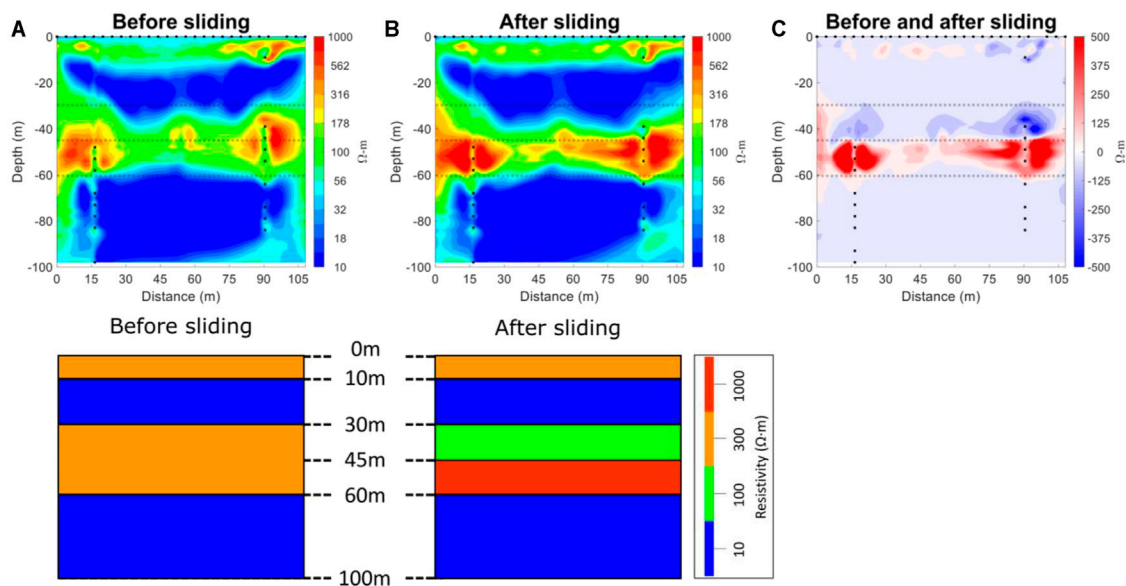 A Before sliding
0
-20
-40
-60
-80
-100
Depth (m)
0 15 30 45 60 75 90 108
Distance (m)
1000
562
316
178
100
56
32
18
10
Ω·m
B After sliding
0
-20
-40
-60
-80
-100
Depth (m)
0 15 30 45 60 75 90 108
Distance (m)
1000
562
316
178
100
56
32
18
10
Ω·m
C Before and after sliding
0
-20
-40
-60
-80
-100
Depth (m)
0 15 30 45 60 75 90 108
Distance (m)
500
375
250
125
0
-125
-250
-375
-500
Ω·m
Before sliding
After sliding
0m
10m
30m
45m
60m
100m
1000
300
100
10
Resistivity (Ω·m)